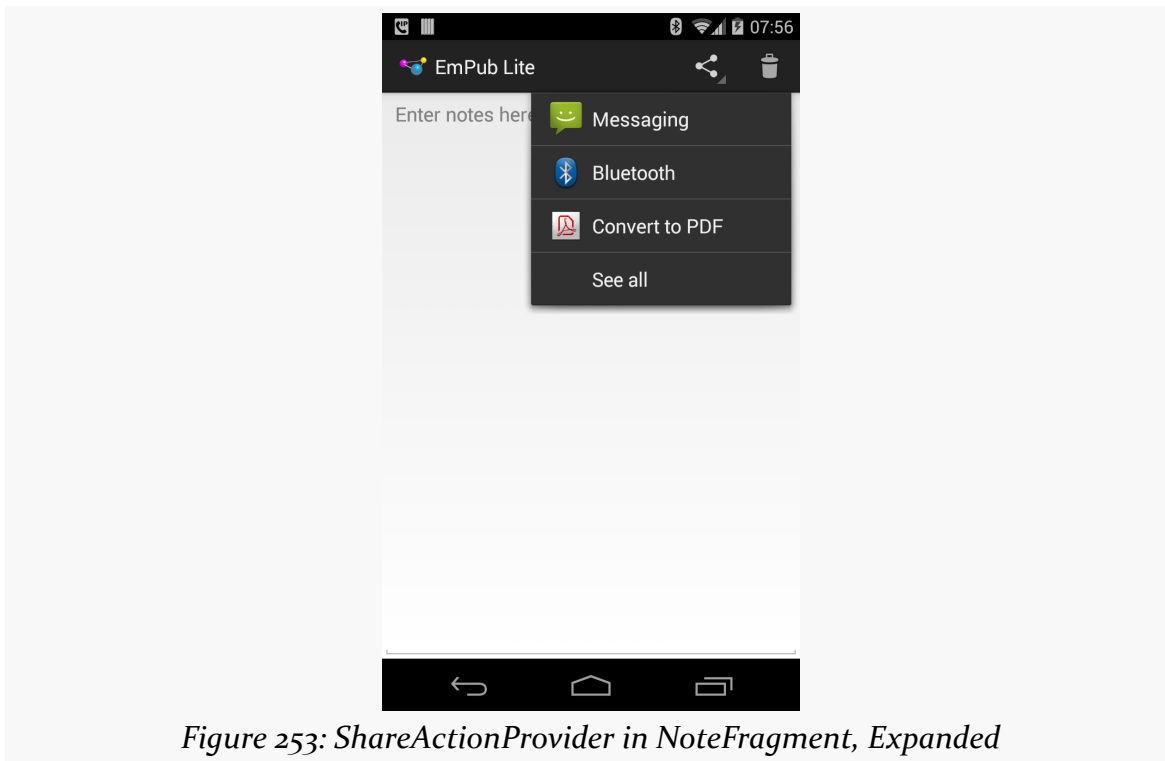 07:56
EmPub Lite
Enter notes here
Messaging
Bluetooth
Convert to PDF
See all
Figure 253: ShareActionProvider in NoteFragment, Expanded